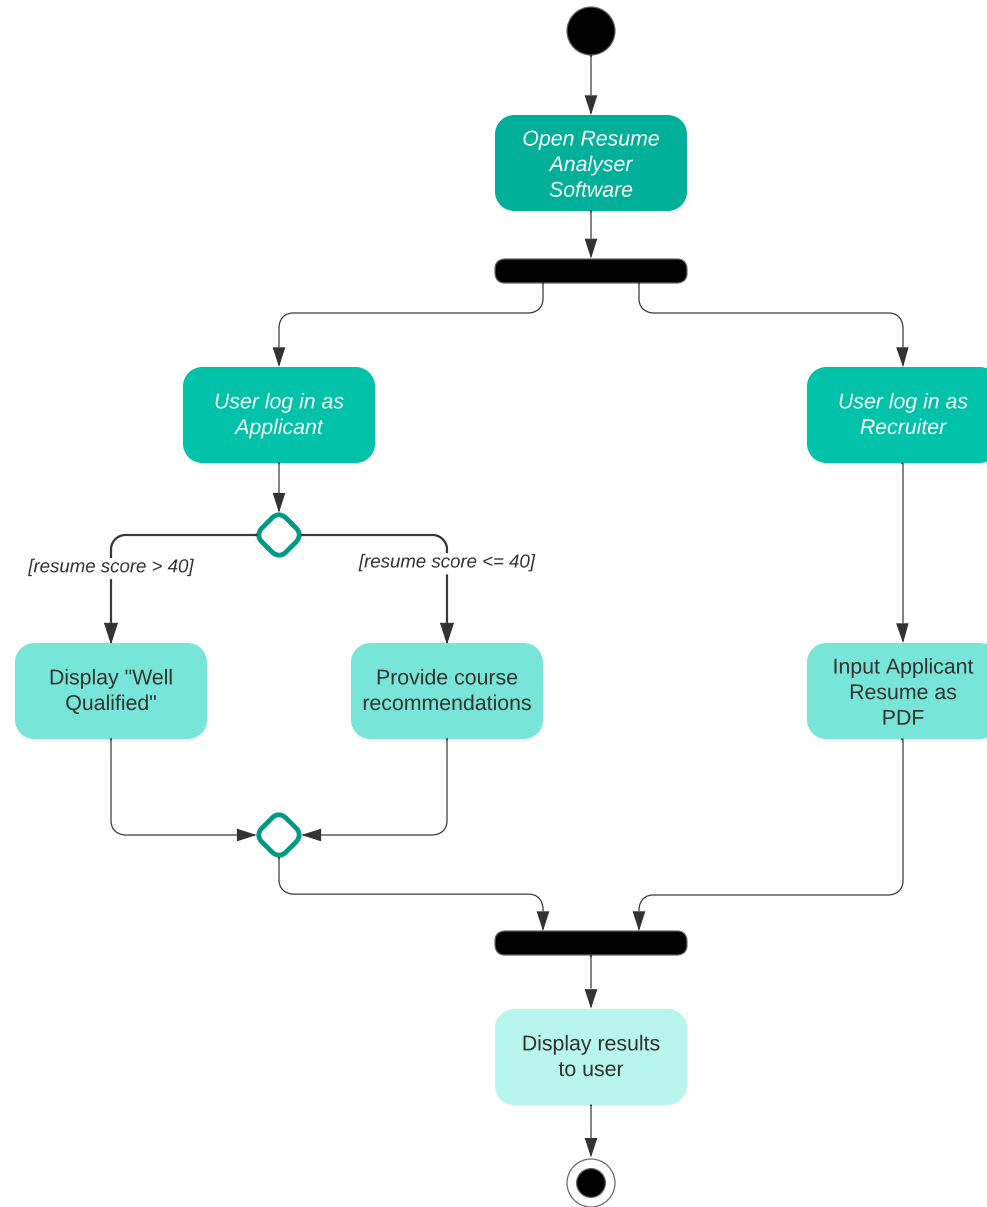 Open Resume
Analyser
Software
User log in as
Applicant
User log in as
Recruiter
[resume score > 40]
[resume score <= 40]
Display "Well
Qualified"
Provide course
recommendations
Input Applicant
Resume as
PDF
Display results
to user